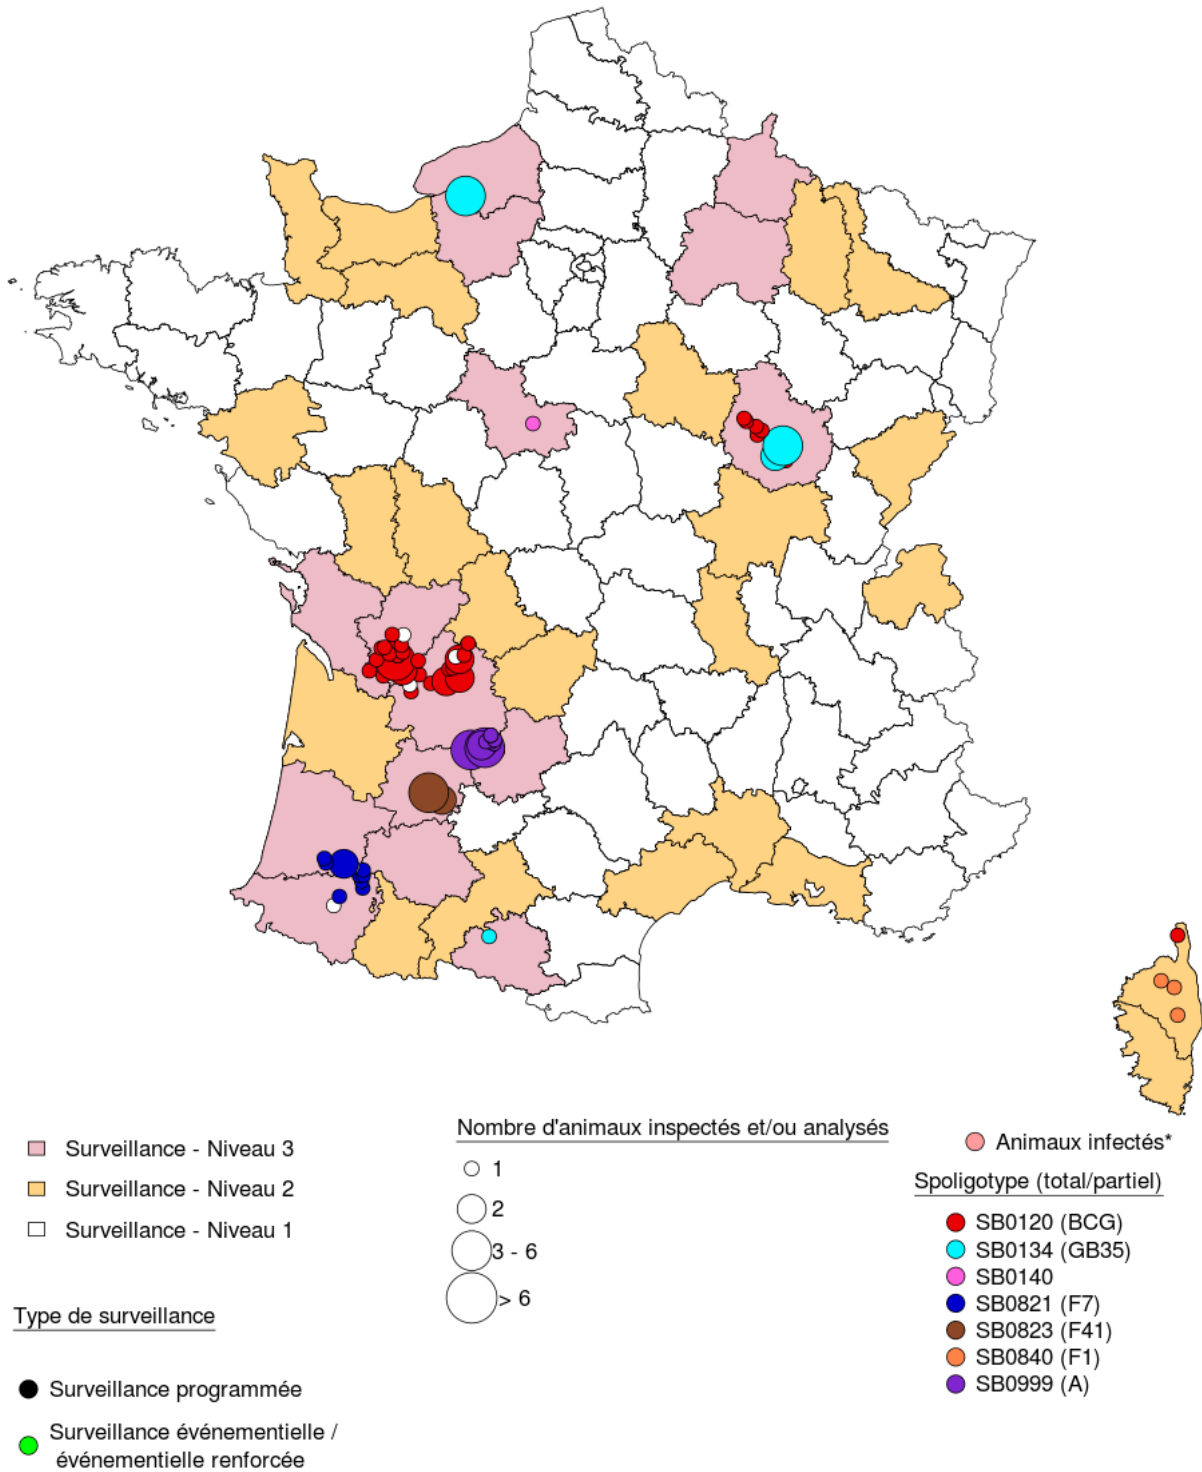 Surveillance - Niveau 3
Surveillance - Niveau 2
Surveillance - Niveau 1
Type de surveillance
Surveillance programmée
Surveillance événementielle /
événementielle renforcée
Nombre d'animaux inspectés et/ou analysés
1
2
3 - 6
> 6
Animaux infectés*
Spoligotype (total/partiel)
SB0120 (BCG)
SB0134 (GB35)
SB0140
SB0821 (F7)
SB0823 (F41)
SB0840 (F1)
SB0999 (A)